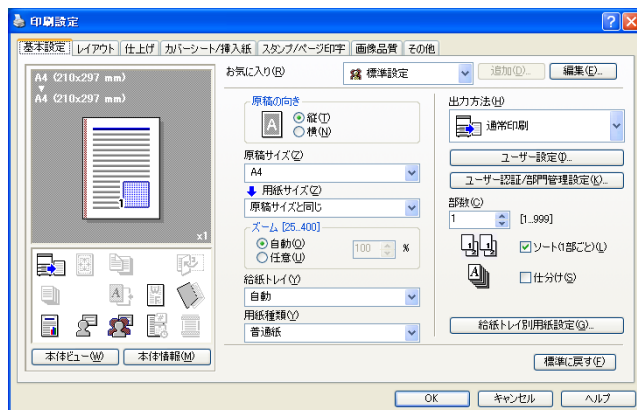 印刷設定
基本設定 レイアウト 仕上げ カバーシート/挿入紙 スタンプ/ページ印字 画像品質 その他
A4 (210x297 mm)
A4 (210x297 mm)
1
x1
本体ビュー(W) 本体情報(M)
お気に入り(R) 標準設定 追加(D)... 編集(E)...
原稿の向き
A
縦(T)
横(N)
原稿サイズ(Z)
A4
用紙サイズ(Z)
原稿サイズと同じ
ズーム [25..400]
自動(O)
任意(U)
100 %
給紙トレイ(Y)
自動
用紙種類(Y)
普通紙
出力方法(H)
通常印刷
ユーザー設定(I)...
ユーザー認証/部門管理設定(K)...
部数(C)
1 [1..999]
ソート(1部ごと)(L)
仕分け(S)
給紙トレイ別用紙設定(G)...
標準に戻す(F)
OK キャンセル ヘルプ